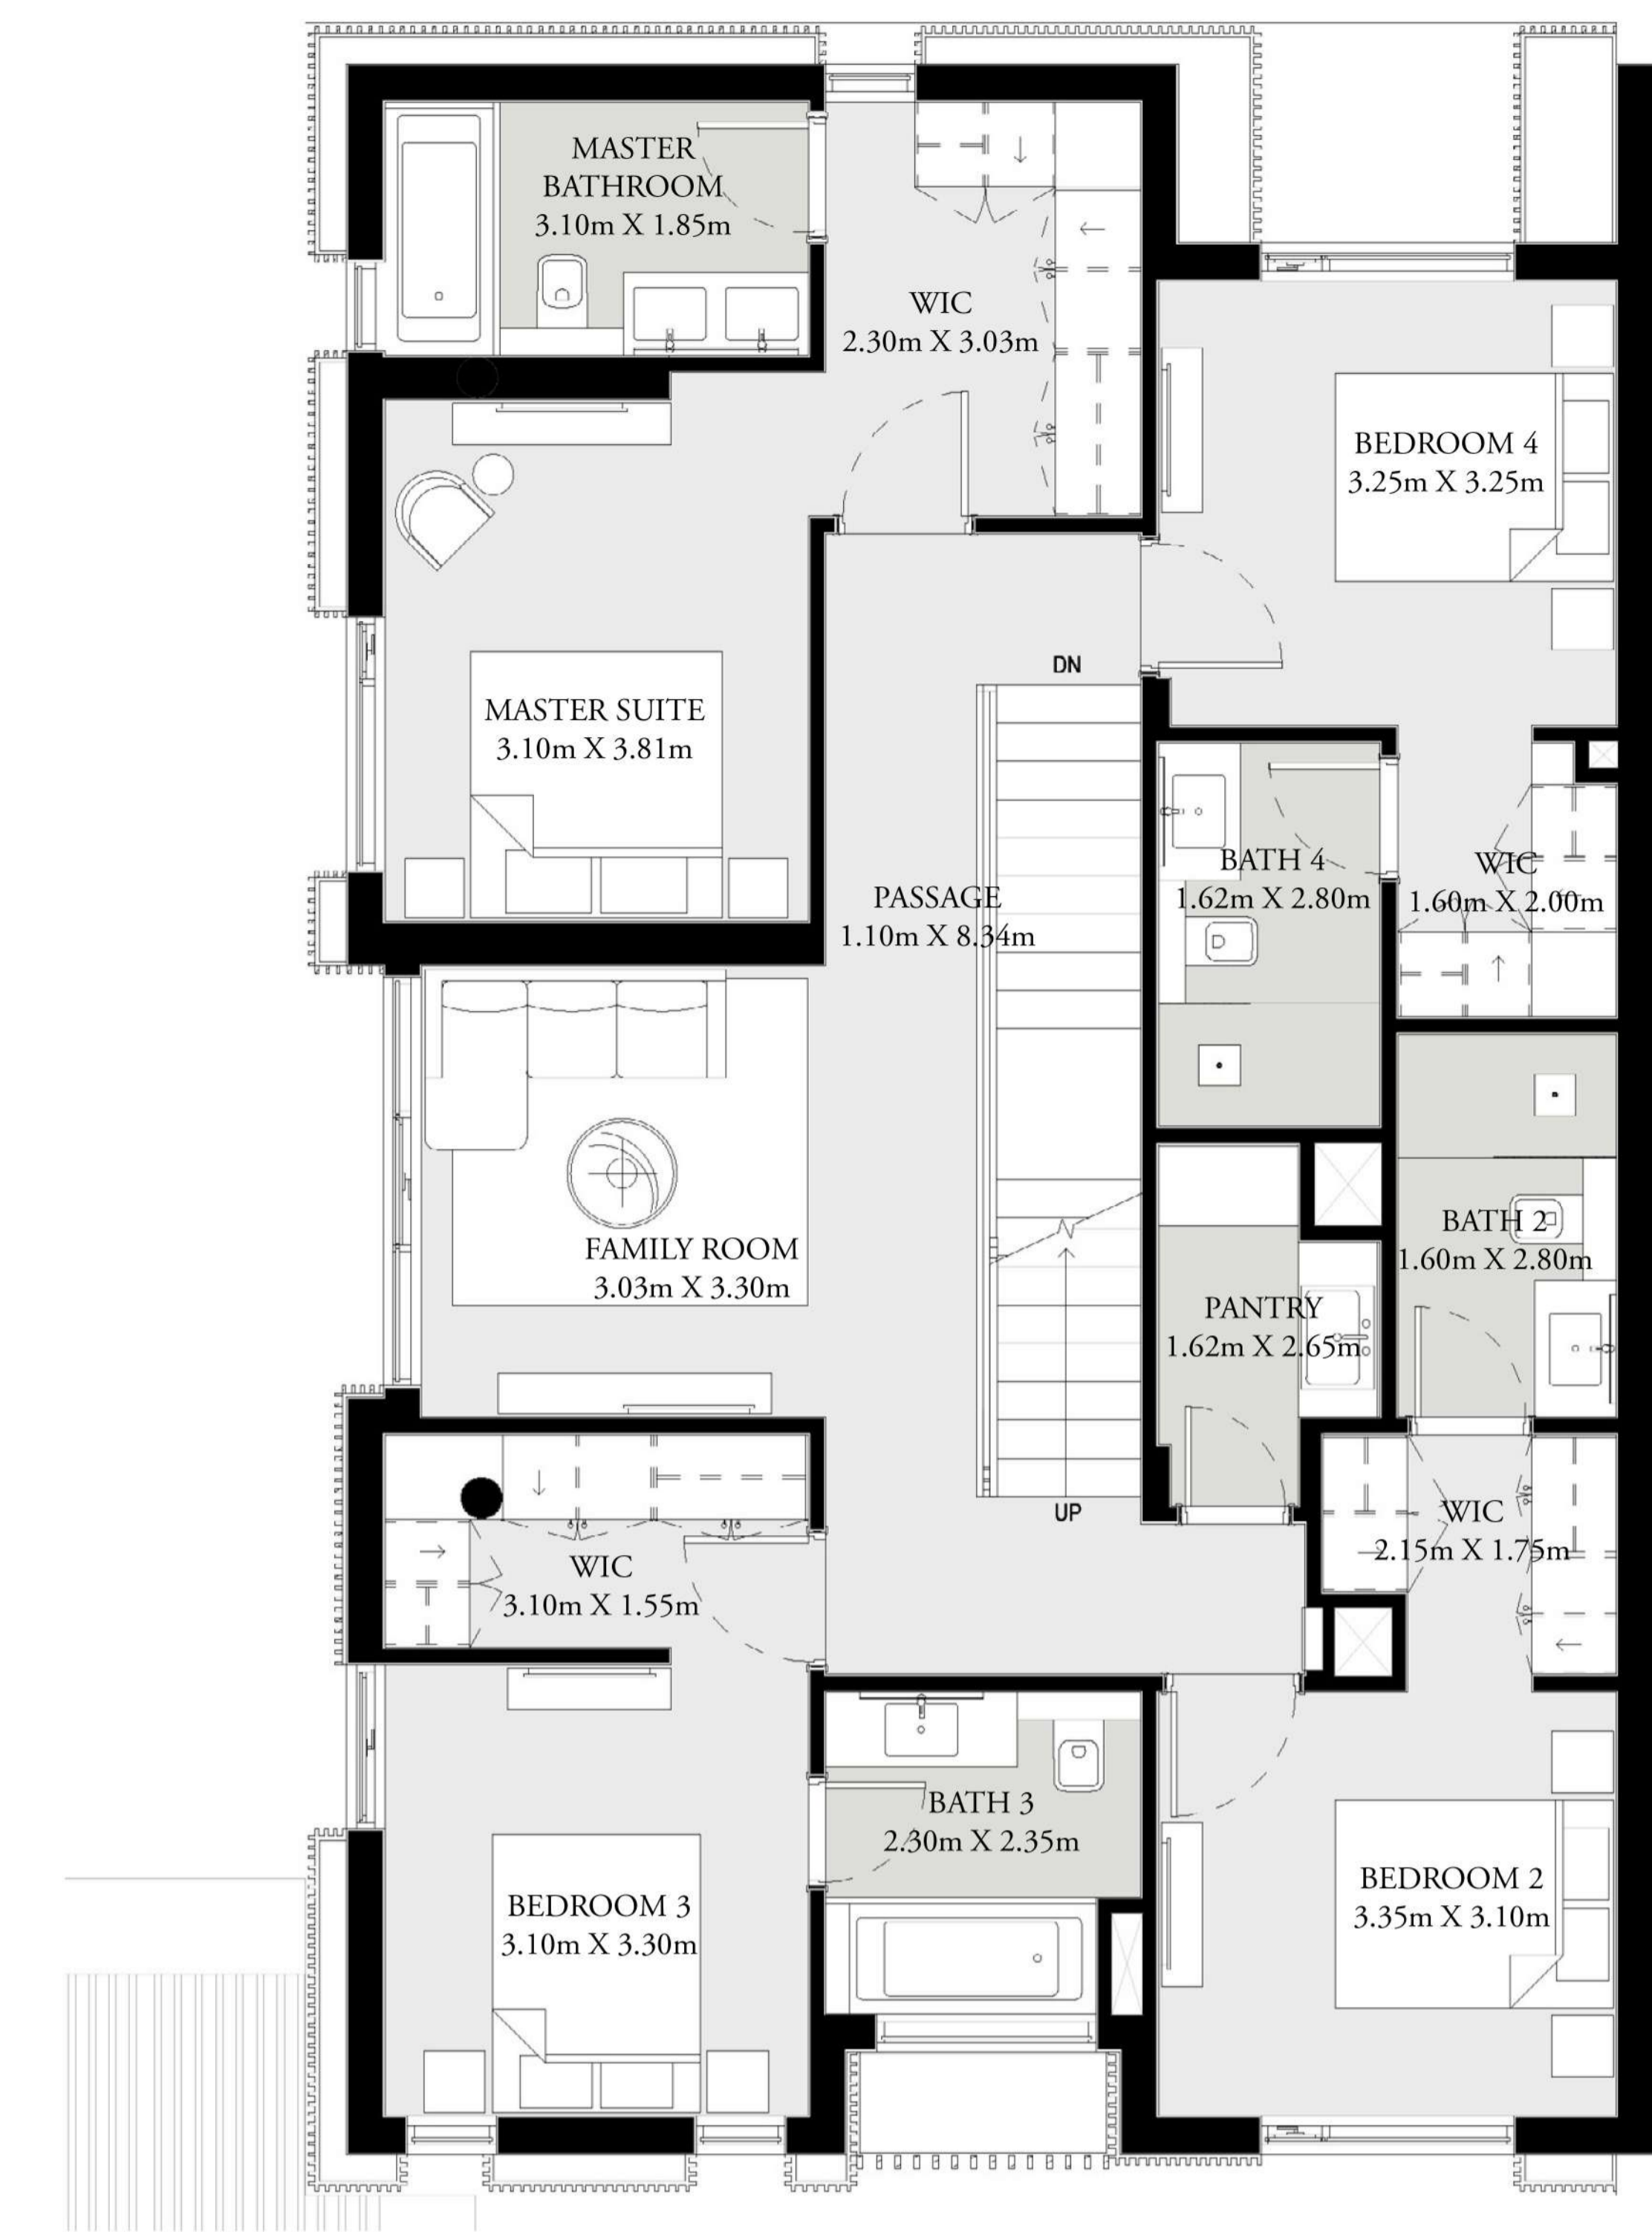 MASTER
BATHROOM
3.10m X 1.85m
WIC
2.30m X 3.03m
BEDROOM 4
3.25m X 3.25m
DN
MASTER SUITE
3.10m X 3.81m
BATH 4
1.62m X 2.80m
WIC
1.60m X 2.00m
PASSAGE
1.10m X 8.34m
BATH 2
1.60m X 2.80m
FAMILY ROOM
3.03m X 3.30m
PANTRY
1.62m X 2.65m
UP
WIC
2.15m X 1.75m
WIC
3.10m X 1.55m
BATH 3
2.30m X 2.35m
BEDROOM 2
3.35m X 3.10m
BEDROOM 3
3.10m X 3.30m